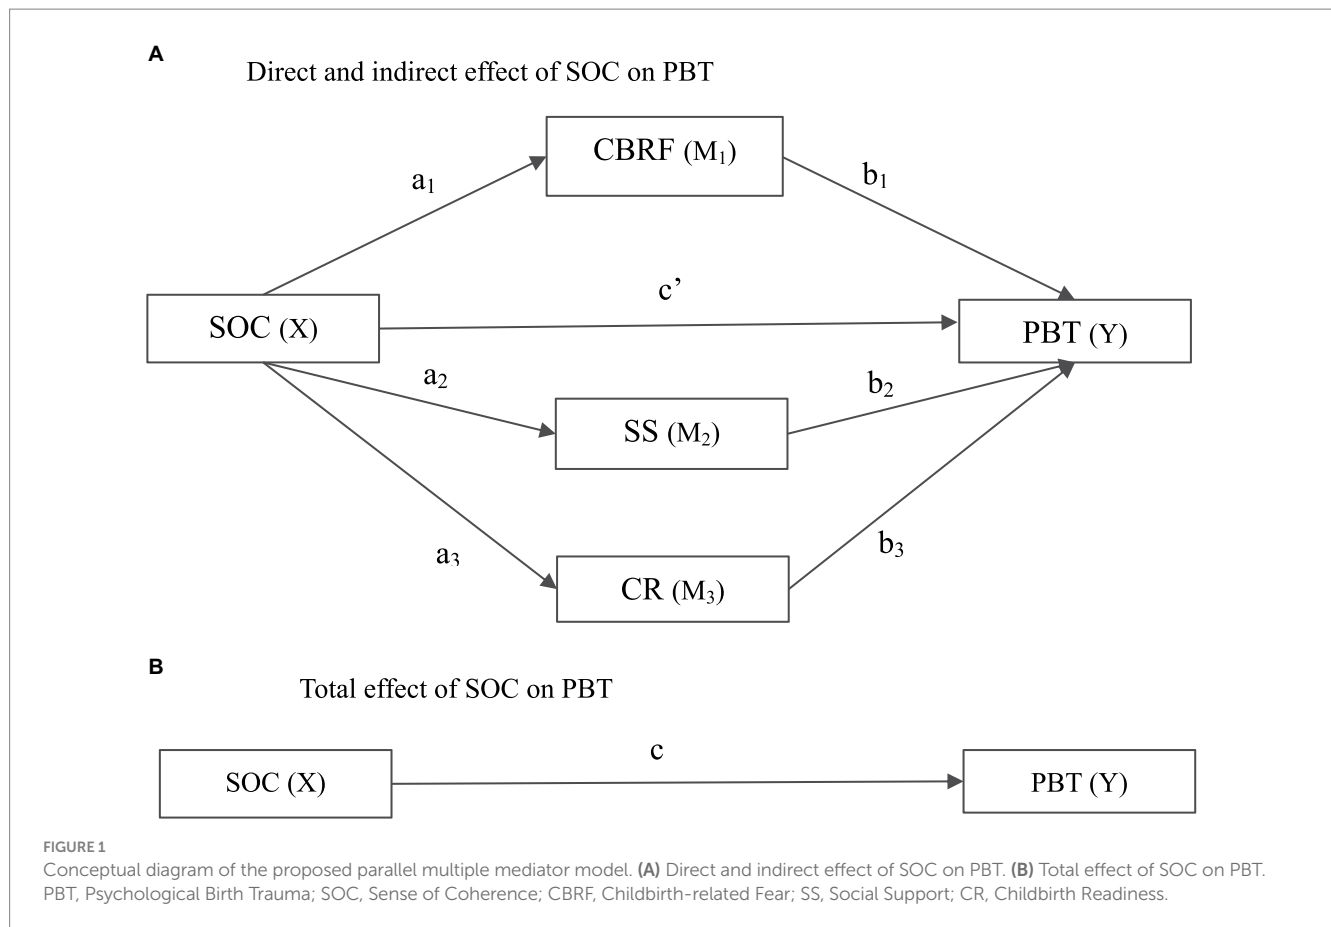 A
Direct and indirect effect of SOC on PBT
CBRF (M₁)
a₁
b₁
c’
SOC (X)
PBT (Y)
a₂
b₂
SS (M₂)
a₃
b₃
CR (M₃)
B
Total effect of SOC on PBT
c
SOC (X)
PBT (Y)
FIGURE 1
Conceptual diagram of the proposed parallel multiple mediator model. (A) Direct and indirect effect of SOC on PBT. (B) Total effect of SOC on PBT.
PBT, Psychological Birth Trauma; SOC, Sense of Coherence; CBRF, Childbirth-related Fear; SS, Social Support; CR, Childbirth Readiness.